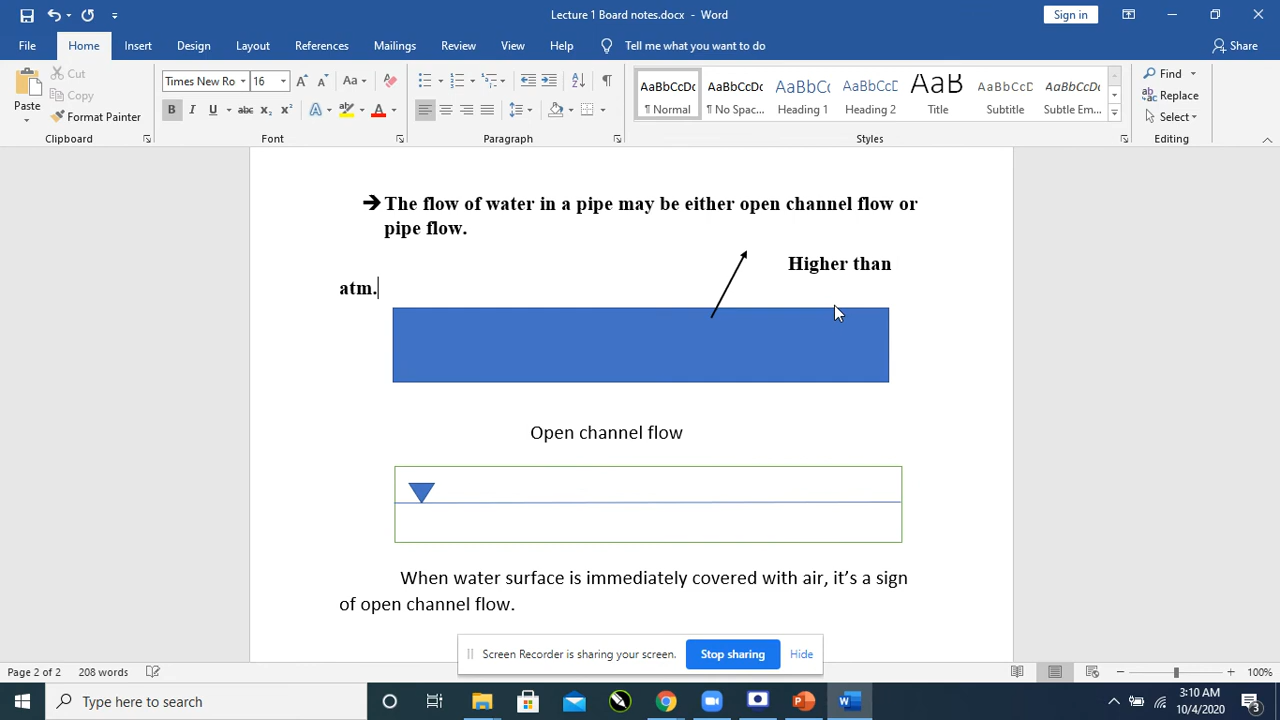 Lecture 1 Board notes.docx - Word
Sign in
File Home Insert Design Layout References Mailings Review View Help Tell me what you want to do Share
Paste
Cut
Copy
Format Painter
Clipboard
Times New Ro 16
Font
Paragraph
AaBbCcDc AaBbCcDc AaBbCc AaBbCcD AaB AaBbCcD AaBbCcDc
¶ Normal ¶ No Spac... Heading 1 Heading 2 Title Subtitle Subtle Em...
Styles
Find
Replace
Select
Editing
➔ The flow of water in a pipe may be either open channel flow or
pipe flow.
Higher than
atm.
Open channel flow
When water surface is immediately covered with air, it's a sign
of open channel flow.
Screen Recorder is sharing your screen. Stop sharing Hide
Page 2 of 2 208 words 100%
Type here to search
3:10 AM
10/4/2020
3